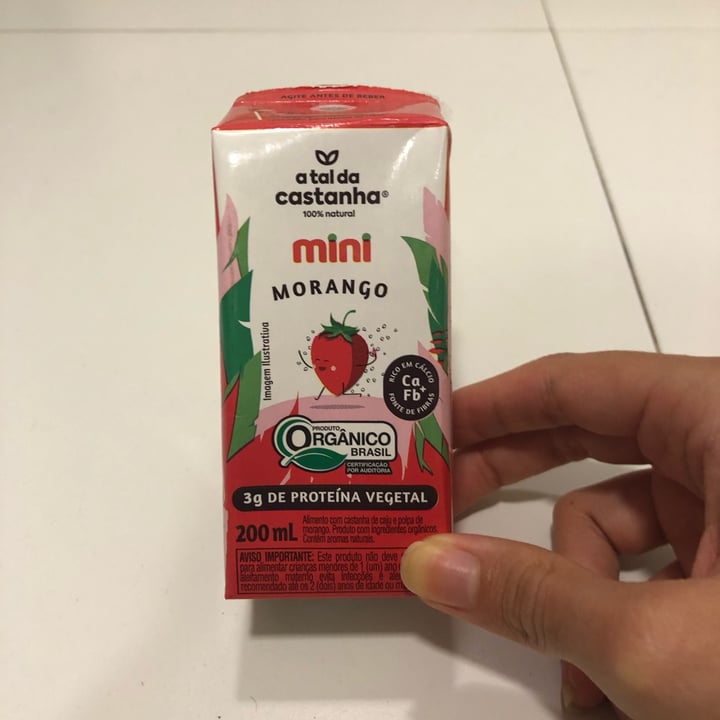 AGITE ANTES DE BEBER
a tal da
castanha®
100% natural
mini
MORANGO
Imagem Ilustrativa
RICO EM CÁLCIO
Ca
Fb+
FONTE DE FIBRAS
PRODUTO
ORGÂNICO
BRASIL
CERTIFICAÇÃO
POR AUDITORIA
3g DE PROTEÍNA VEGETAL
200 mL
Alimento com castanha de caju e polpa de
morango. Produto com ingredientes orgânicos.
Contém aromas naturais.
AVISO IMPORTANTE: Este produto não deve
para alimentar crianças menores de 1 (um) ano
aleitamento materno evita infecções e
recomendado até os 2 (dois) anos de idade ou